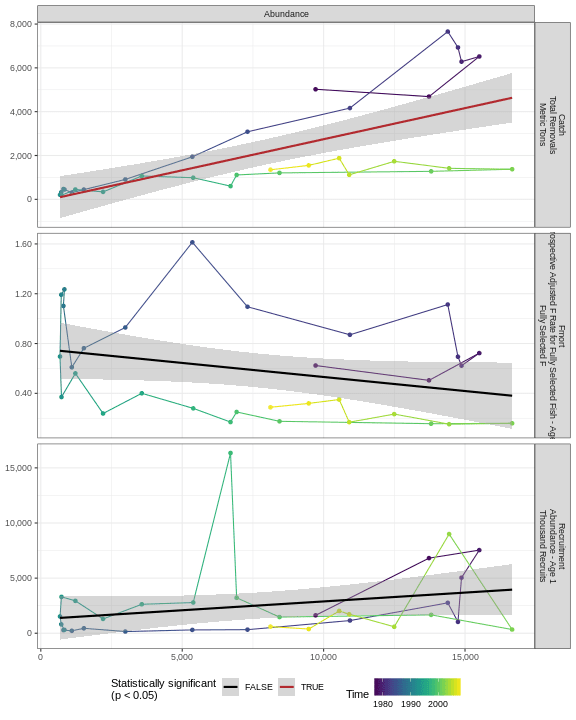 Abundance
8,000
6,000
4,000
2,000
0
Catch
Total Removals
Metric Tons
1.60
1.20
0.80
0.40
Fmort
Adjusted F Rate for Fully Selected Fish - Age
Fully Selected F
15,000
10,000
5,000
0
Recruitment
Abundance - Age 1
Thousand Recruits
0 5,000 10,000 15,000
Statistically significant
(p < 0.05)
FALSE TRUE
Time
1980 1990 2000